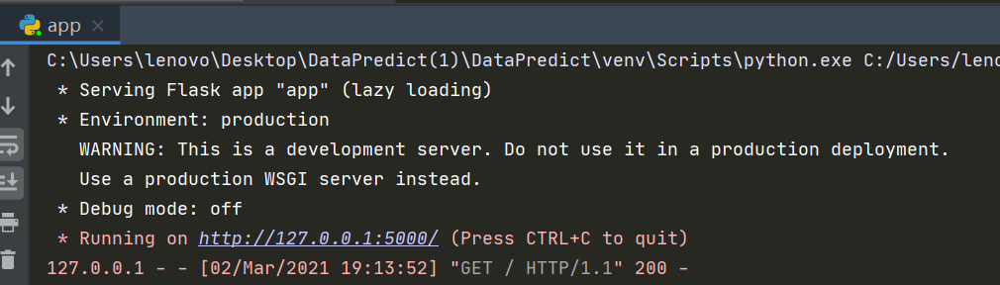 app
C:\Users\lenovo\Desktop\DataPredict(1)\DataPredict\venv\Scripts\python.exe C:/Users/leno
* Serving Flask app "app" (lazy loading)
* Environment: production
WARNING: This is a development server. Do not use it in a production deployment.
Use a production WSGI server instead.
* Debug mode: off
* Running on http://127.0.0.1:5000/ (Press CTRL+C to quit)
127.0.0.1 - - [02/Mar/2021 19:13:52] "GET / HTTP/1.1" 200 -